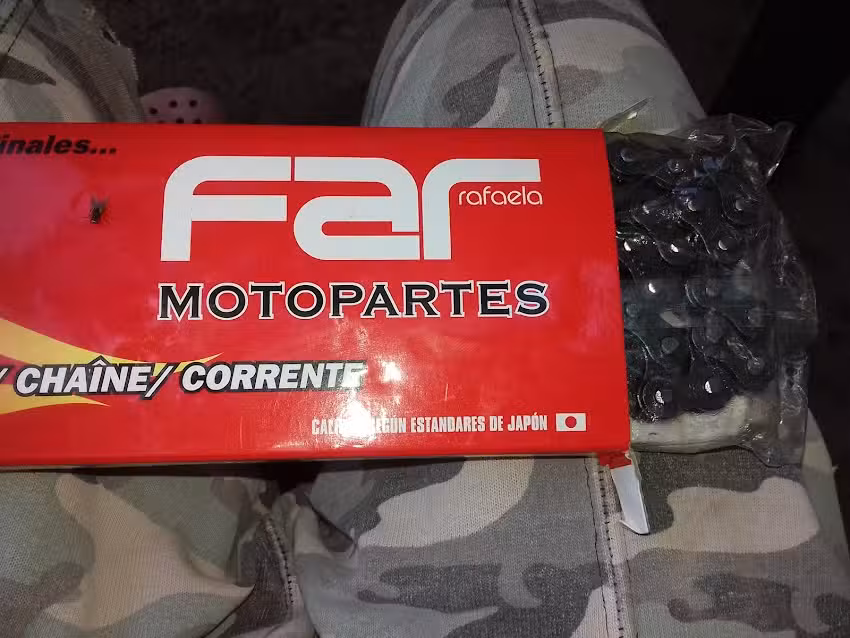 inales...
Far
rafaela
MOTOPARTES
/ CHAÎNE/ CORRENTE
ESTANDARES DE JAPÓN